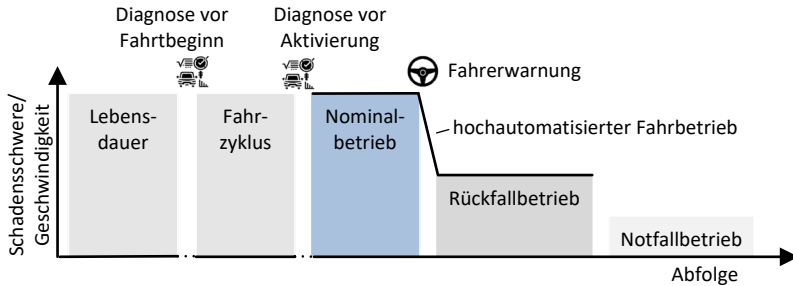 Diagnose vor
Fahrtbeginn
Diagnose vor
Aktivierung
Fahrerwarnung
Schadensschwere/
Geschwindigkeit
Lebens-
dauer
Fahr-
zyklus
Nominal-
betrieb
hochautomatisierter Fahrbetrieb
Rückfallbetrieb
Notfallbetrieb
Abfolge